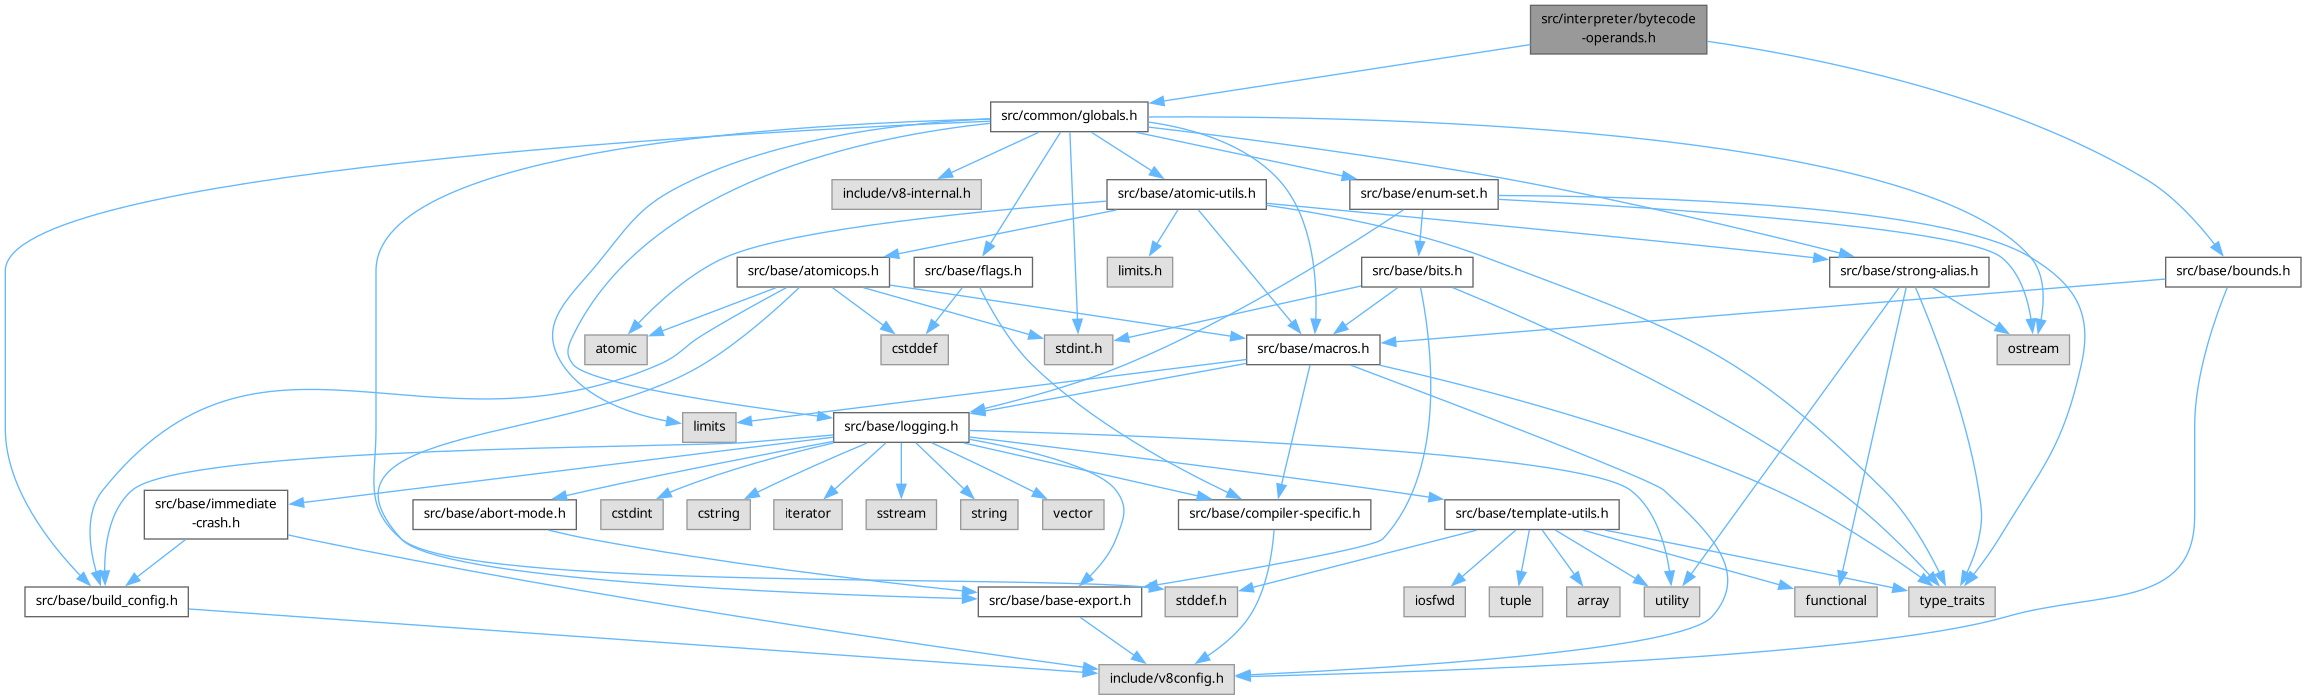 src/interpreter/bytecode
-operands.h
src/common/globals.h
include/v8-internal.h
src/base/atomic-utils.h
src/base/enum-set.h
src/base/atomicops.h
src/base/flags.h
limits.h
src/base/bits.h
src/base/strong-alias.h
src/base/bounds.h
atomic
cstddef
stdint.h
src/base/macros.h
ostream
limits
src/base/logging.h
src/base/immediate
-crash.h
src/base/abort-mode.h
cstdint
cstring
iterator
sstream
string
vector
src/base/compiler-specific.h
src/base/template-utils.h
src/base/build_config.h
src/base/base-export.h
stddef.h
iosfwd
tuple
array
utility
functional
type_traits
include/v8config.h